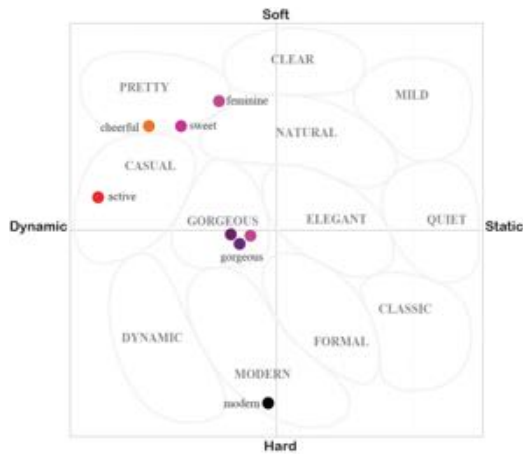 Soft
CLEAR
PRETTY
MILD
feminine
cheerful
sweet
NATURAL
CASUAL
active
GORGEOUS
ELEGANT
QUIET
Dynamic
Static
gorgeous
CLASSIC
DYNAMIC
FORMAL
MODERN
modern
Hard